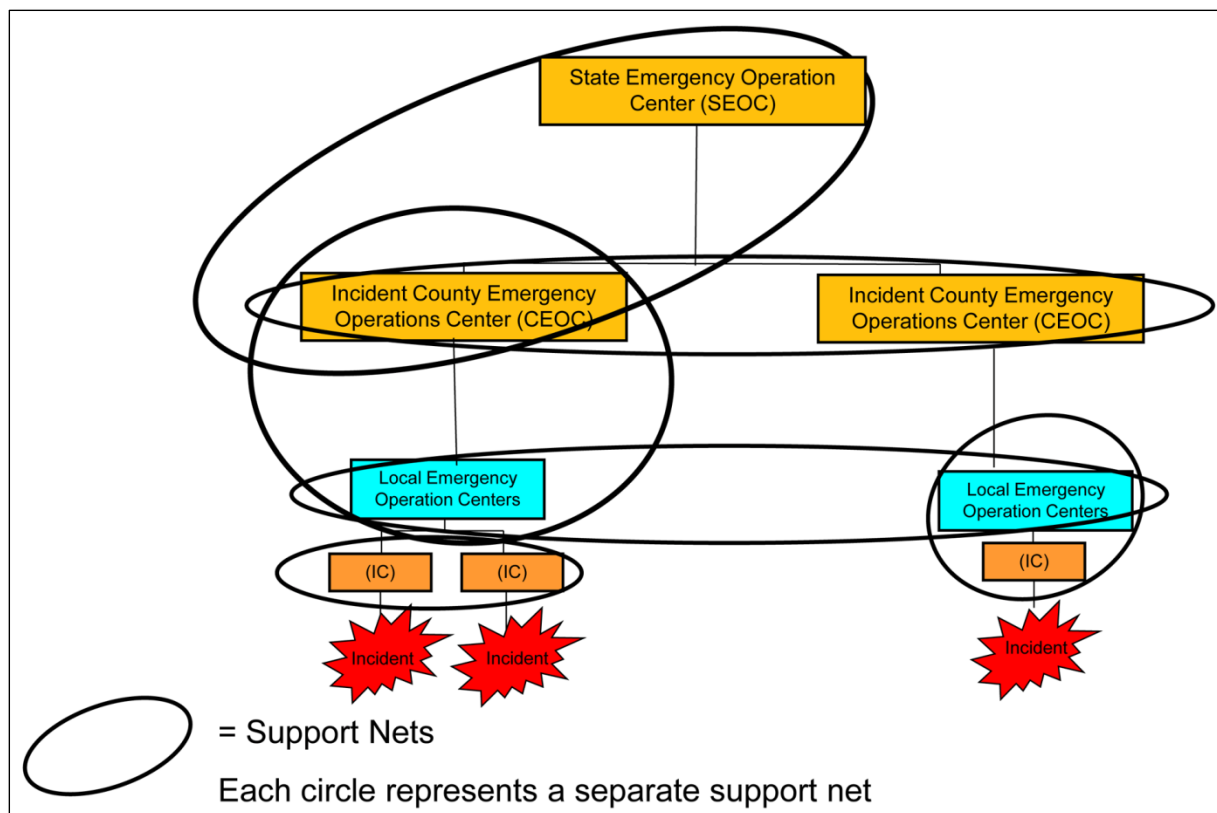 State Emergency Operation
Center (SEOC)
Incident County Emergency
Operations Center (CEOC)
Incident County Emergency
Operations Center (CEOC)
Local Emergency
Operation Centers
Local Emergency
Operation Centers
(IC)
(IC)
(IC)
Incident
Incident
Incident
= Support Nets
Each circle represents a separate support net